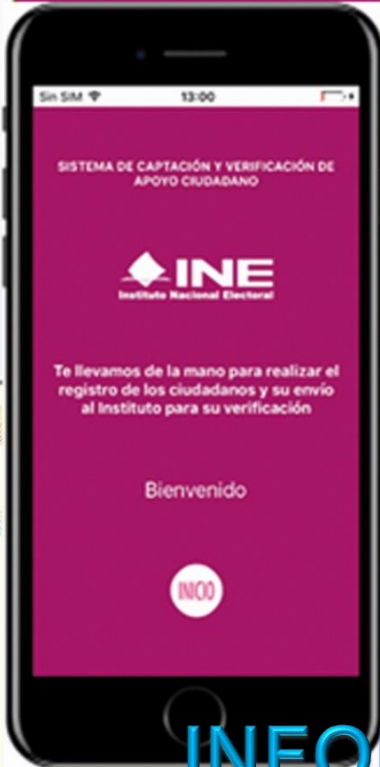 Sin SIM 13:00
SISTEMA DE CAPTACIÓN Y VERIFICACIÓN DE
APOYO CIUDADANO
INE
Instituto Nacional Electoral
Te llevamos de la mano para realizar el
registro de los ciudadanos y su envío
al Instituto para su verificación
Bienvenido
INICIO
INFO